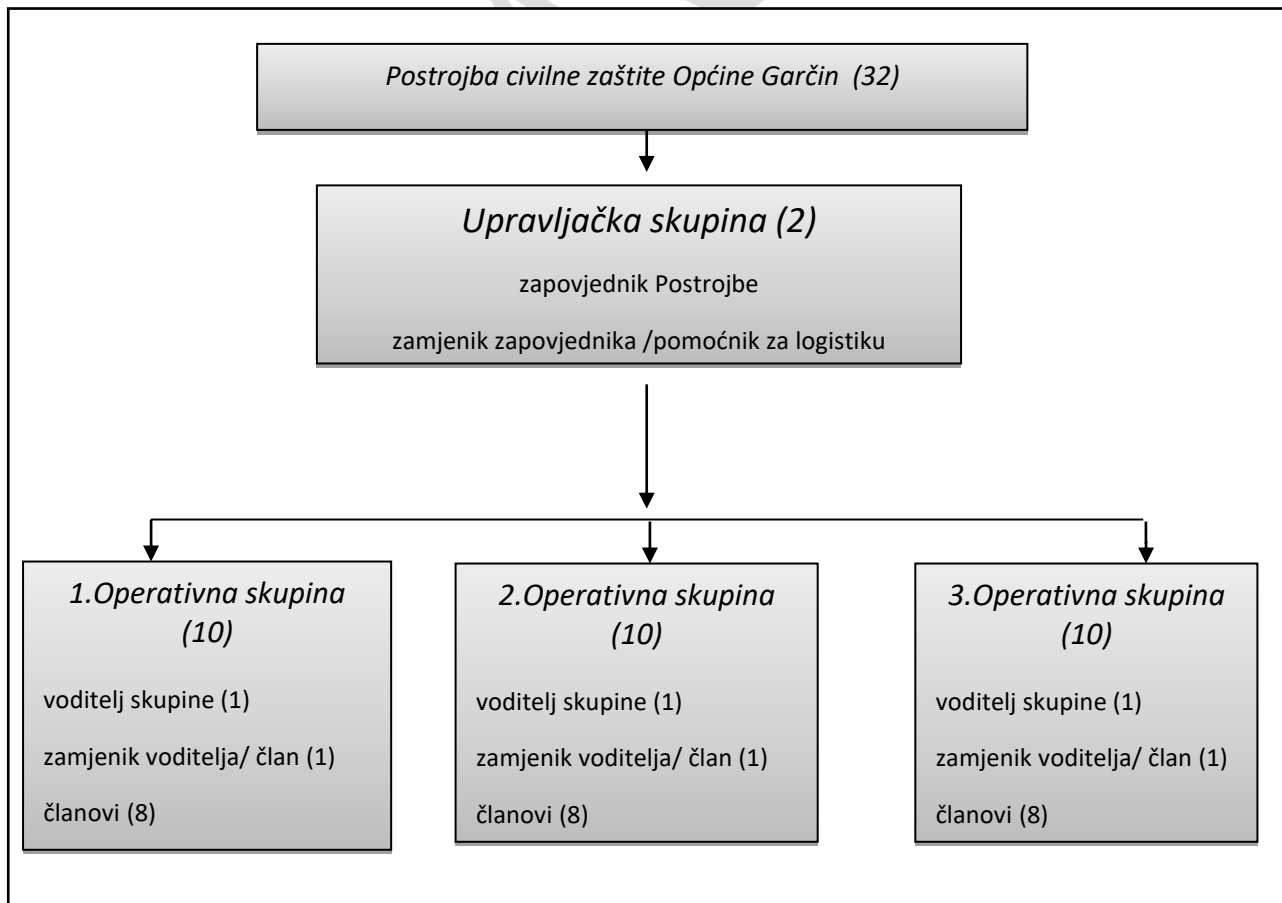 Postrojba civilne zaštite Općine Garčin (32)
Upravljačka skupina (2)
zapovjednik Postrojbe
zamjenik zapovjednika /pomoćnik za logistiku
1.Operativna skupina
(10)
voditelj skupine (1)
zamjenik voditelja/ član (1)
članovi (8)
2.Operativna skupina
(10)
voditelj skupine (1)
zamjenik voditelja/ član (1)
članovi (8)
3.Operativna skupina
(10)
voditelj skupine (1)
zamjenik voditelja/ član (1)
članovi (8)